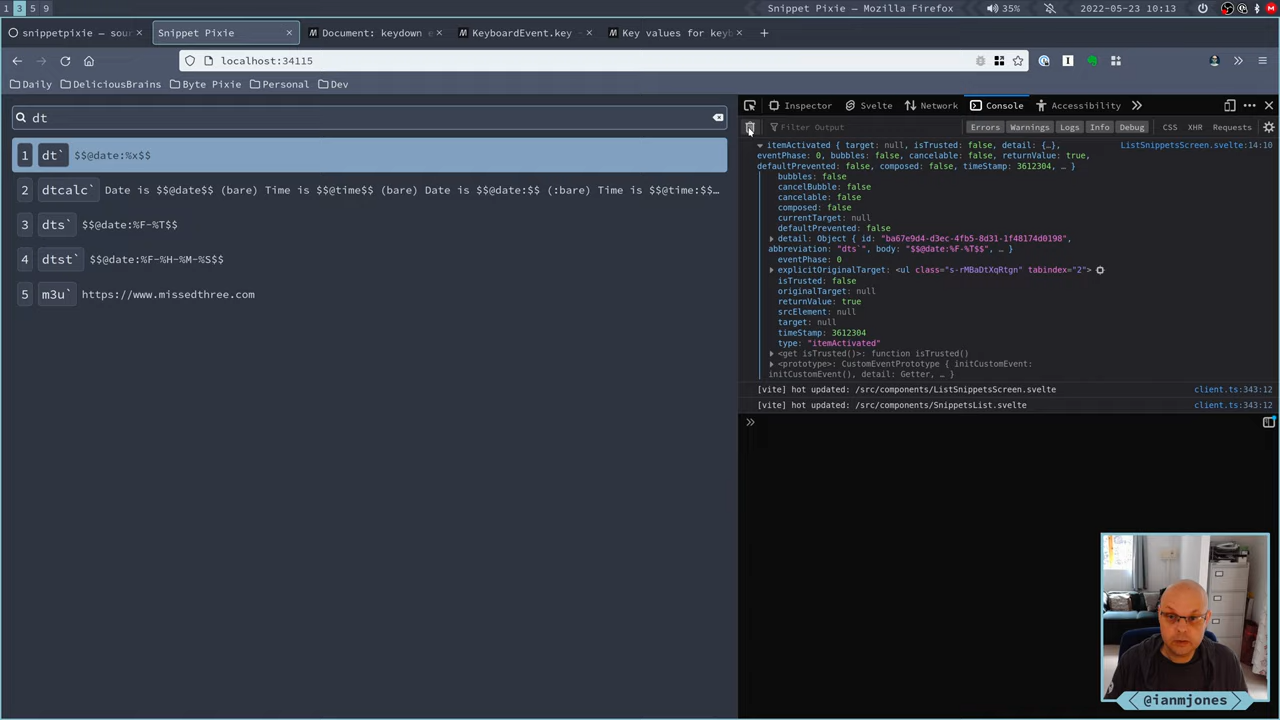 1 3 5 9
Snippet Pixie — Mozilla Firefox
35%
2022-05-23 10:13
snippetpixie — sou
Snippet Pixie
Document: keydown e
KeyboardEvent.key
Key values for keyb
localhost:34115
Daily
DeliciousBrains
Byte Pixie
Personal
Dev
dt
1 dt` $$@date:%x$$
2 dtcalc` Date is $$@date$$ (bare) Time is $$@time$$ (bare) Date is $$@date:$$ (:bare) Time is $$@time:$$…
3 dts` $$@date:%F-%T$$
4 dtst` $$@date:%F-%H-%M-%S$$
5 m3u` https://www.missedthree.com
Inspector
Svelte
Network
Console
Accessibility
Filter Output
Errors
Warnings
Logs
Info
Debug
CSS
XHR
Requests
itemActivated { target: null, isTrusted: false, detail: {…},
ListSnippetsScreen.svelte:14:10
eventPhase: 0, bubbles: false, cancelable: false, returnValue: true,
defaultPrevented: false, composed: false, timeStamp: 3612304, … }
bubbles: false
cancelBubble: false
cancelable: false
composed: false
currentTarget: null
defaultPrevented: false
detail: Object { id: "ba67e9d4-d3ec-4fb5-8d31-1f48174d0198",
abbreviation: "dts`", body: "$$@date:%F-%T$$", … }
eventPhase: 0
explicitOriginalTarget: <ul class="s-rMBaDtXqRtgn" tabindex="2">
isTrusted: false
originalTarget: null
returnValue: true
srcElement: null
target: null
timeStamp: 3612304
type: "itemActivated"
<get isTrusted()>: function isTrusted()
<prototype>: CustomEventPrototype { initCustomEvent:
initCustomEvent(), detail: Getter, … }
[vite] hot updated: /src/components/ListSnippetsScreen.svelte
client.ts:343:12
[vite] hot updated: /src/components/SnippetsList.svelte
client.ts:343:12
@ianmjones